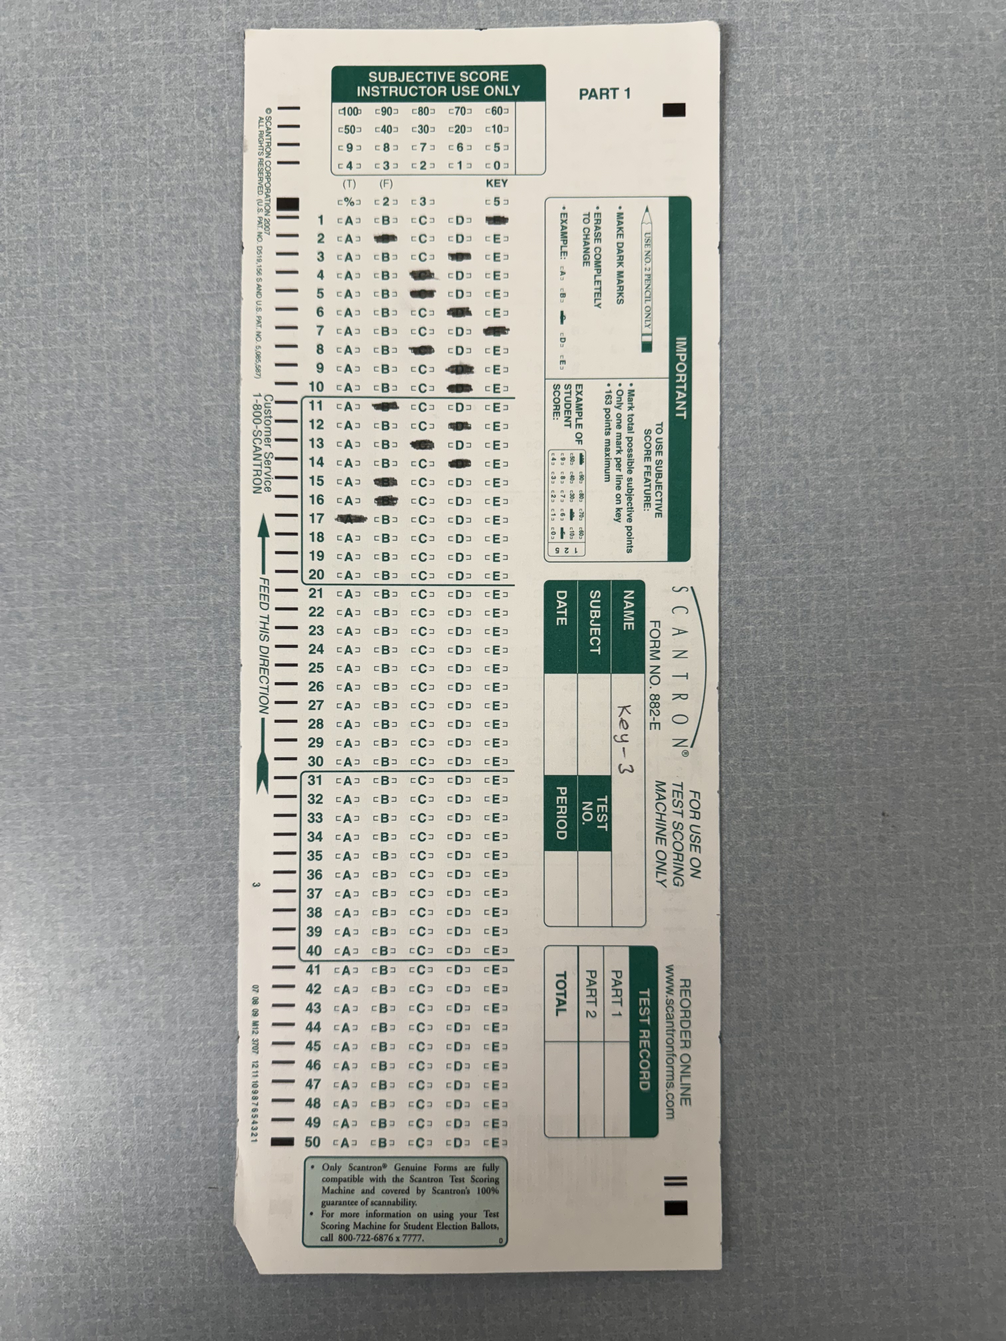 SUBJECTIVE SCORE
INSTRUCTOR USE ONLY
100 90 80 70 60
50 40 30 20 10
9 8 7 6 5
4 3 2 1 0
(T) (F) KEY
% 2 3 5
1 A B C D
2 A C D E
3 A B C E
4 A B D E
5 A B D E
6 A B C E
7 A B C D
8 A B D E
9 A B C E
10 A B C E
11 A C D E
12 A B C E
13 A B D E
14 A B C E
15 A C D E
16 A C D E
17 B C D E
18 A B C D E
19 A B C D E
20 A B C D E
21 A B C D E
22 A B C D E
23 A B C D E
24 A B C D E
25 A B C D E
26 A B C D E
27 A B C D E
28 A B C D E
29 A B C D E
30 A B C D E
31 A B C D E
32 A B C D E
33 A B C D E
34 A B C D E
35 A B C D E
36 A B C D E
37 A B C D E
38 A B C D E
39 A B C D E
40 A B C D E
41 A B C D E
42 A B C D E
43 A B C D E
44 A B C D E
45 A B C D E
46 A B C D E
47 A B C D E
48 A B C D E
49 A B C D E
50 A B C D E
• Only Scantron® Genuine Forms are fully
compatible with the Scantron Test Scoring
Machine and covered by Scantron's 100%
guarantee of scannability.
• For more information on using your Test
Scoring Machine for Student Election Ballots,
call 800-722-6876 x 7777.
D
PART 1
IMPORTANT
USE NO. 2 PENCIL ONLY
• MAKE DARK MARKS
• ERASE COMPLETELY
TO CHANGE
• EXAMPLE: A B D E
TO USE SUBJECTIVE
SCORE FEATURE:
• Mark total possible subjective points
• Only one mark per line on key
• 163 points maximum
EXAMPLE OF
STUDENT
SCORE:
SCANTRON®
FORM NO. 882-E
FOR USE ON
TEST SCORING
MACHINE ONLY
NAME Key-3
SUBJECT
TEST
NO.
DATE
PERIOD
REORDER ONLINE
www.scantronforms.com
TEST RECORD
PART 1
PART 2
TOTAL
© SCANTRON CORPORATION 2007
ALL RIGHTS RESERVED.
Customer Service
1-800-SCANTRON
FEED THIS DIRECTION
3
07 08 09 M12 3707 12 11 10 9 8 7 6 5 4 3 2 1